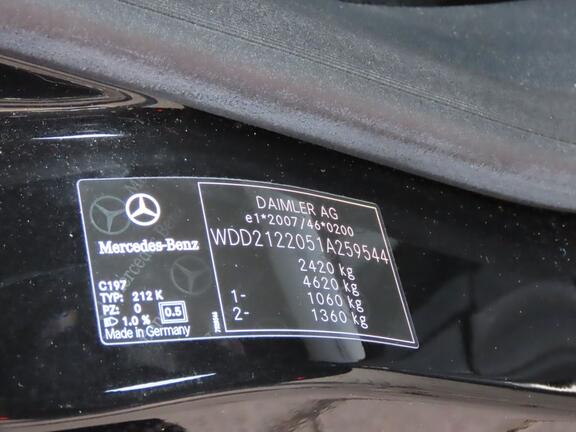 Mercedes-Benz
C197
TYP: 212 K
PZ: 0
1.0 % 0.5
Made in Germany
DAIMLER AG
e1*2007/46*0200
WDD2122051A259544
2420 kg
4620 kg
1- 1060 kg
2- 1360 kg